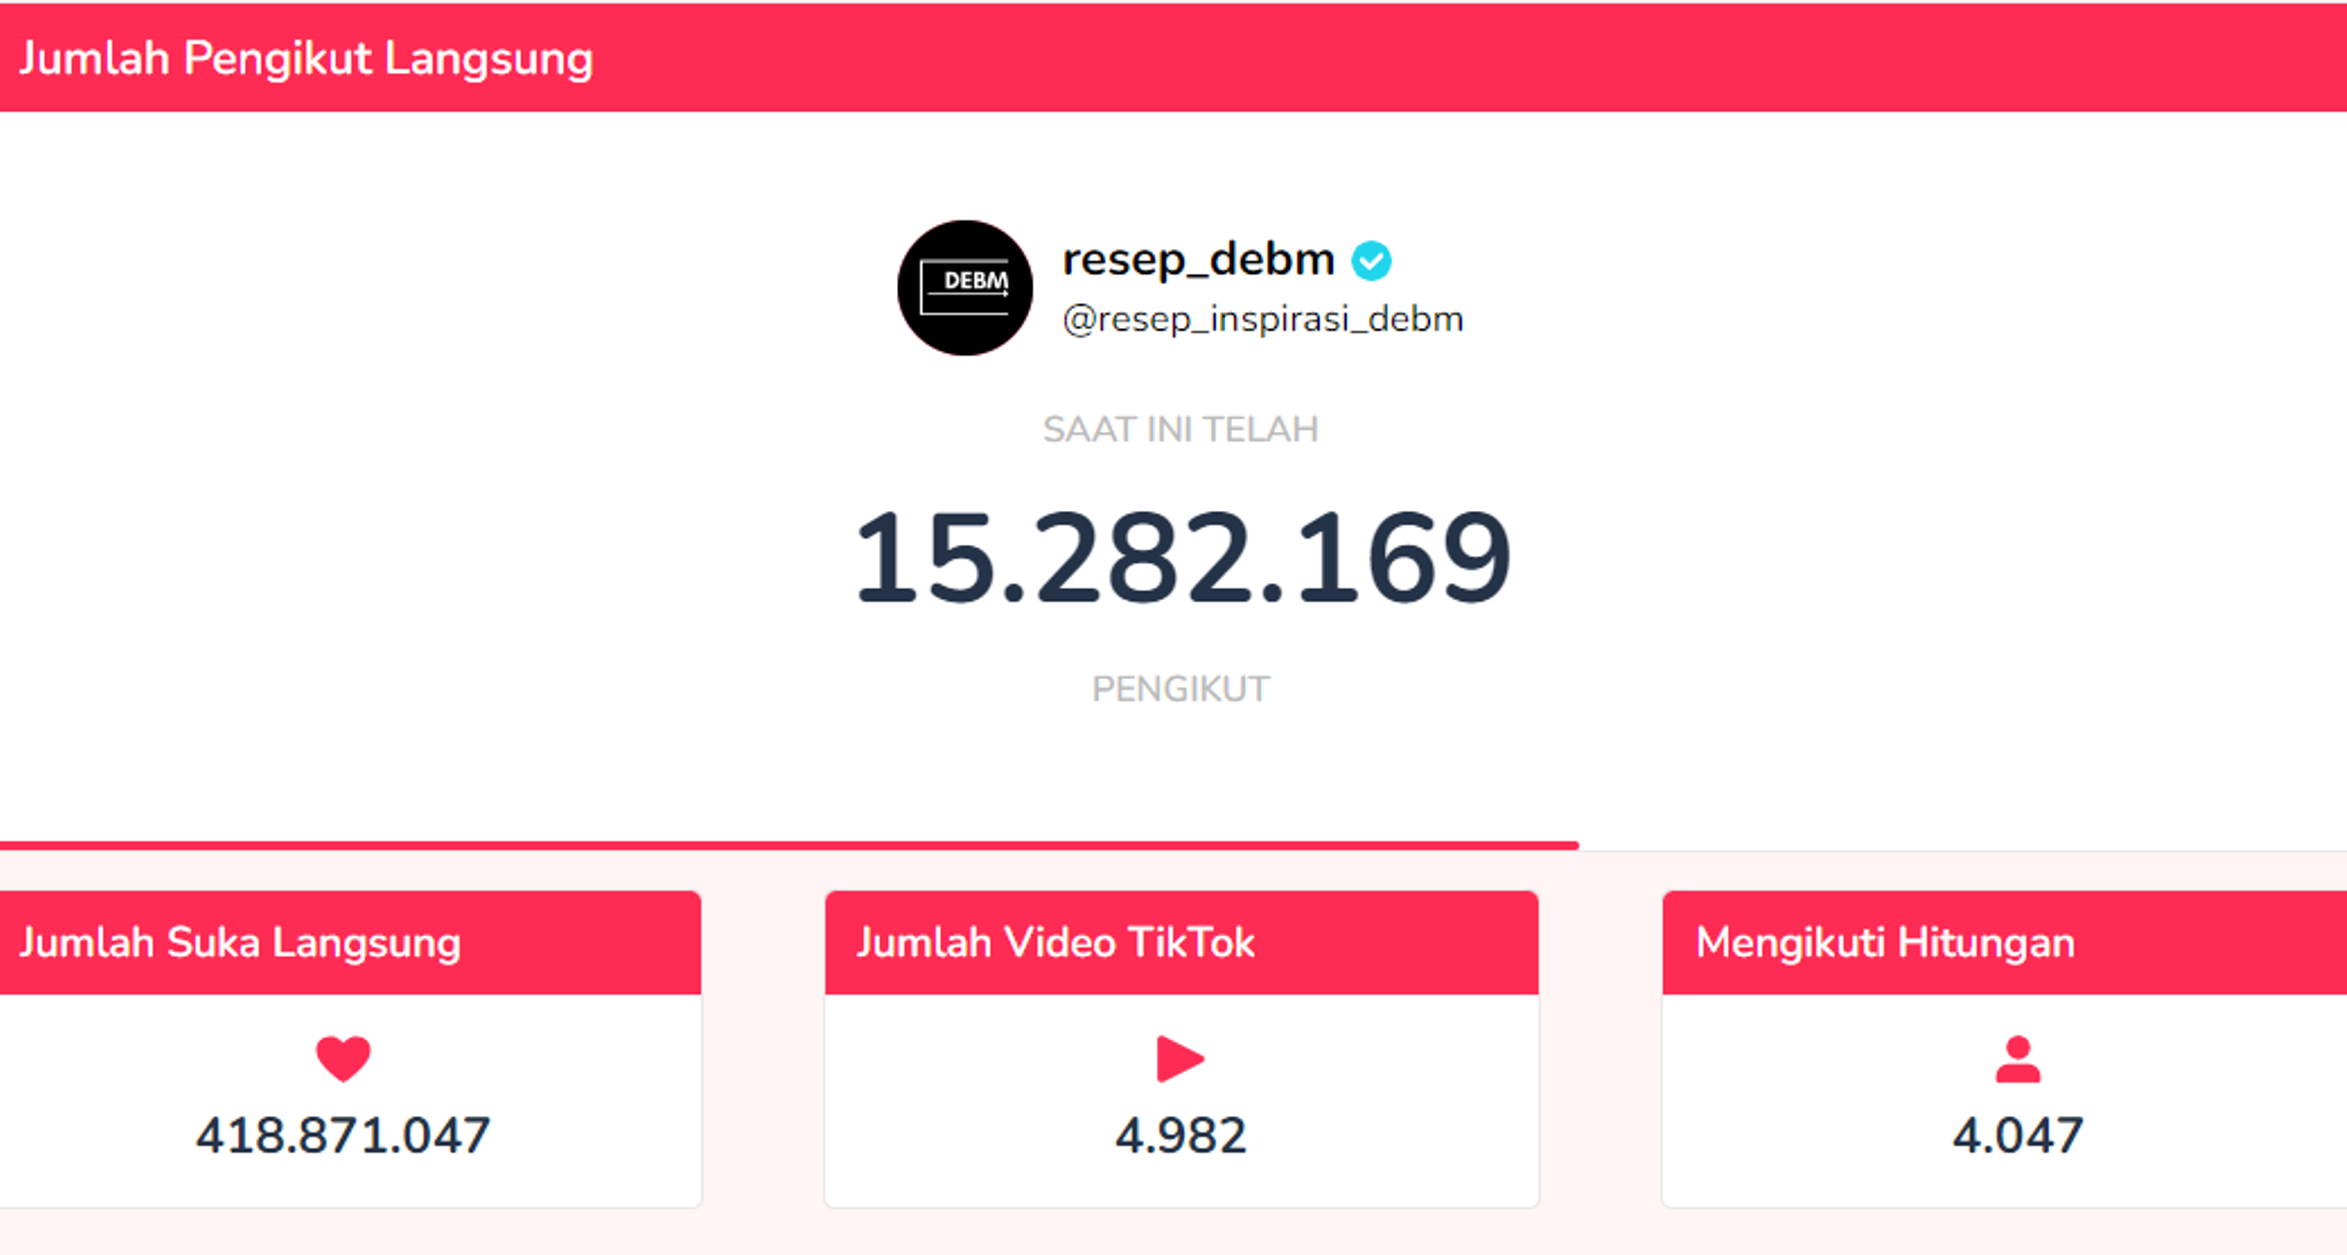 Jumlah Pengikut Langsung
DEBM
resep_debm
@resep_inspirasi_debm
SAAT INI TELAH
15.282.169
PENGIKUT
Jumlah Suka Langsung
418.871.047
Jumlah Video TikTok
4.982
Mengikuti Hitungan
4.047